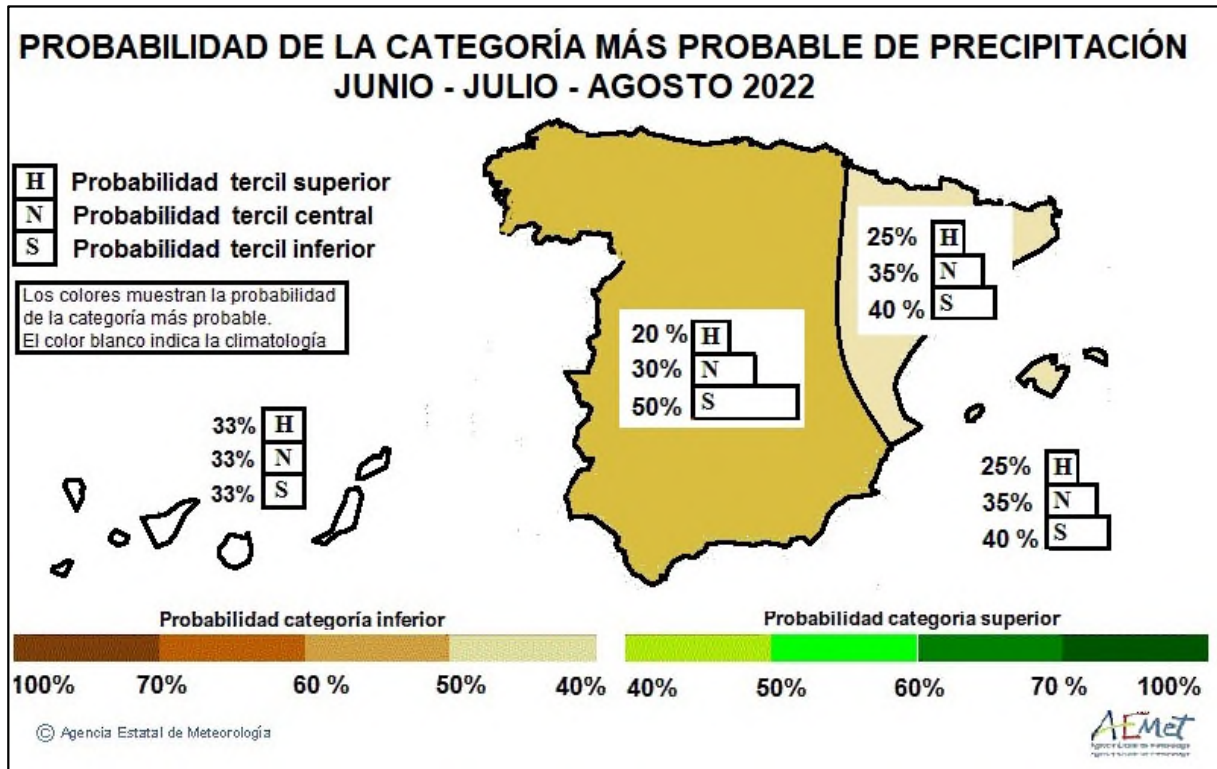 PROBABILIDAD DE LA CATEGORÍA MÁS PROBABLE DE PRECIPITACIÓN
JUNIO - JULIO - AGOSTO 2022
H Probabilidad tercil superior
N Probabilidad tercil central
S Probabilidad tercil inferior
Los colores muestran la probabilidad
de la categoría más probable.
El color blanco indica la climatología
25% H
35% N
40 % S
20 % H
30% N
50% S
33% H
33% N
33% S
25% H
35% N
40 % S
Probabilidad categoría inferior
100% 70% 60 % 50% 40%
Probabilidad categoria superior
40% 50% 60% 70 % 100%
© Agencia Estatal de Meteorología
AEMet